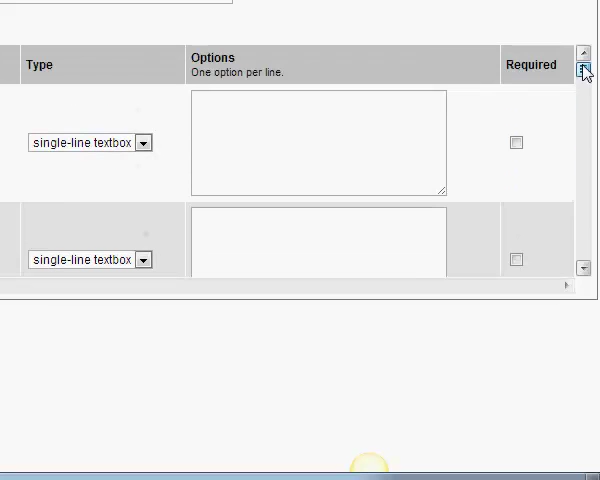 Type
Options
One option per line.
Required
single-line textbox
single-line textbox